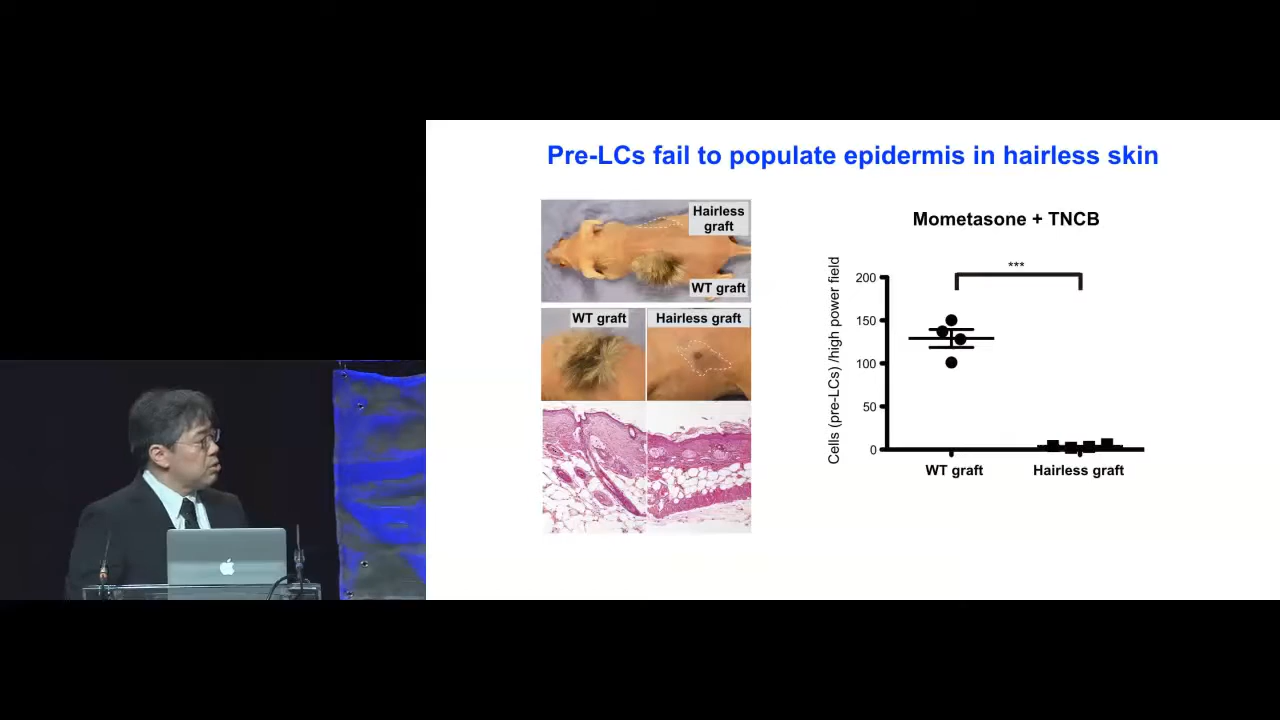 Pre-LCs fail to populate epidermis in hairless skin
Hairless
graft
WT graft
WT graft
Hairless graft
Mometasone + TNCB
***
Cells (pre-LCs) /high power field
200
150
100
50
0
WT graft
Hairless graft